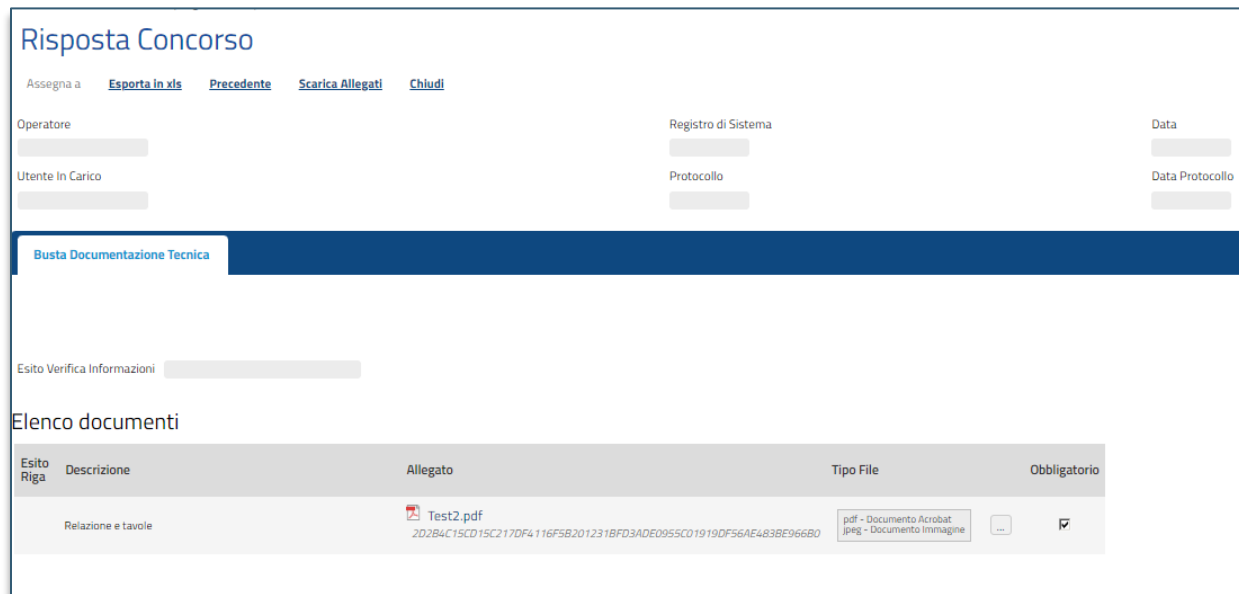 Risposta Concorso
Assegna a Esporta in xls Precedente Scarica Allegati Chiudi
Operatore Registro di Sistema Data
Utente In Carico Protocollo Data Protocollo
Busta Documentazione Tecnica
Esito Verifica Informazioni
Elenco documenti
Esito Riga Descrizione Allegato Tipo File Obbligatorio
Relazione e tavole Test2.pdf pdf - Documento Acrobat
2D2B4C15CD15C217DF4116F5B201231BFD3ADE0955C01919DF56AE483BE966B0 jpeg - Documento Immagine ...